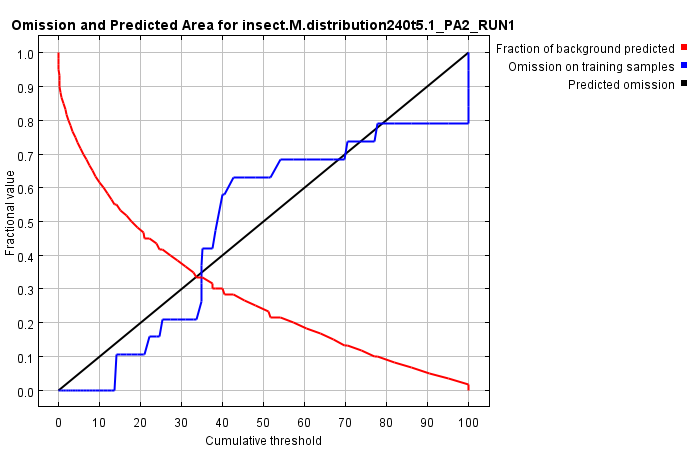 Omission and Predicted Area for insect.M.distribution240t5.1_PA2_RUN1
Fraction of background predicted
Omission on training samples
Predicted omission
Fractional value
1.0
0.9
0.8
0.7
0.6
0.5
0.4
0.3
0.2
0.1
0.0
0 10 20 30 40 50 60 70 80 90 100
Cumulative threshold